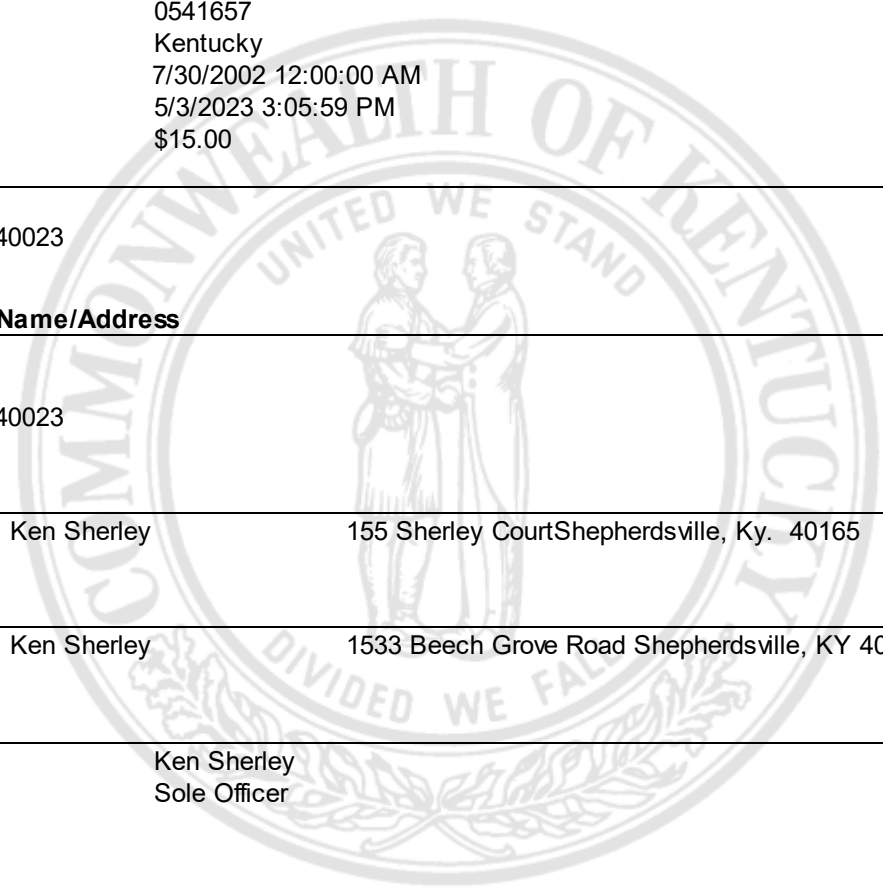 0541657
Kentucky
7/30/2002 12:00:00 AM
5/3/2023 3:05:59 PM
$15.00
40023
Name/Address
40023
Ken Sherley 155 Sherley CourtShepherdsville, Ky. 40165
Ken Sherley 1533 Beech Grove Road Shepherdsville, KY 40
Ken Sherley
Sole Officer
COMMONWEALTH OF KENTUCKY
UNITED WE STAND
DIVIDED WE FALL